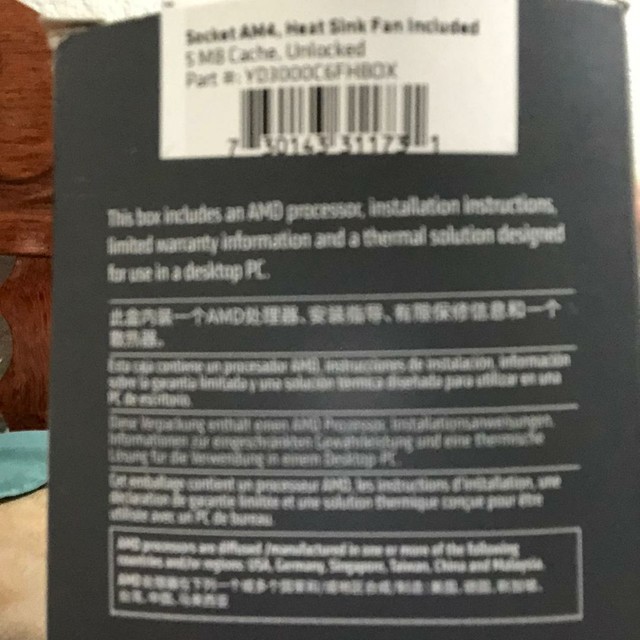 Socket AM4, Heat Sink Fan Included
5 MB Cache, Unlocked
Part #: YD3000C6FHBOX
7 30143 31173 1
This box includes an AMD processor, installation instructions,
limited warranty information and a thermal solution designed
for use in a desktop PC.
此盒内装一个AMD处理器、安装指导、有限保修信息和一个
散热器。
Esta caja contiene un procesador AMD, instrucciones de instalación, información
sobre la garantía limitada y una solución térmica diseñada para utilizar en una
PC de escritorio.
Diese Verpackung enthält einen AMD Prozessor, Installationsanweisungen,
Informationen zur eingeschränkten Gewährleistung und eine thermische
Lösung für die Anwendung in einem Desktop PC.
Cet emballage contient un processeur AMD, les instructions d'installation, une
déclaration de garantie limitée et une solution thermique conçue pour être
utilisée avec un PC de bureau.
AMD processors are diffused / manufactured in one or more of the following
countries and/or regions: USA, Germany, Singapore, Taiwan, China and Malaysia.